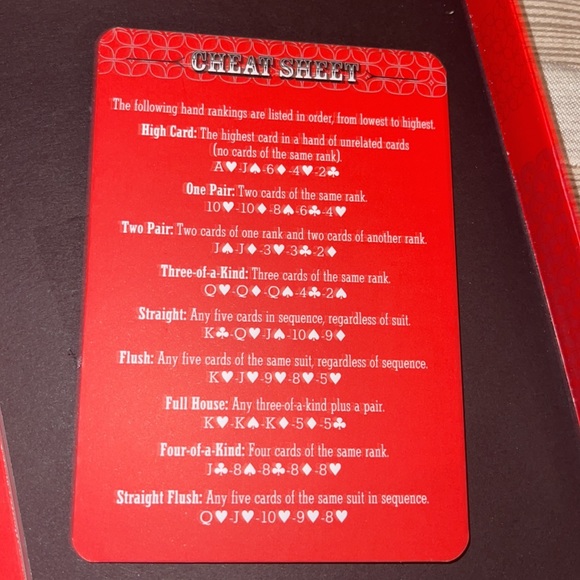 CHEAT SHEET
The following hand rankings are listed in order, from lowest to highest.
High Card: The highest card in a hand of unrelated cards
(no cards of the same rank).
A♥-J♠-6♦-4♥-2♣
One Pair: Two cards of the same rank.
10♥-10♦-8♠-6♣-4♥
Two Pair: Two cards of one rank and two cards of another rank.
J♠-J♦-3♥-3♣-2♦
Three-of-a-Kind: Three cards of the same rank.
Q♥-Q♦-Q♠-4♣-2♠
Straight: Any five cards in sequence, regardless of suit.
K♣-Q♥-J♠-10♠-9♦
Flush: Any five cards of the same suit, regardless of sequence.
K♥-J♥-9♥-8♥-5♥
Full House: Any three-of-a-kind plus a pair.
K♥-K♠-K♦-5♦-5♣
Four-of-a-Kind: Four cards of the same rank.
J♣-8♠-8♣-8♦-8♥
Straight Flush: Any five cards of the same suit in sequence.
Q♥-J♥-10♥-9♥-8♥